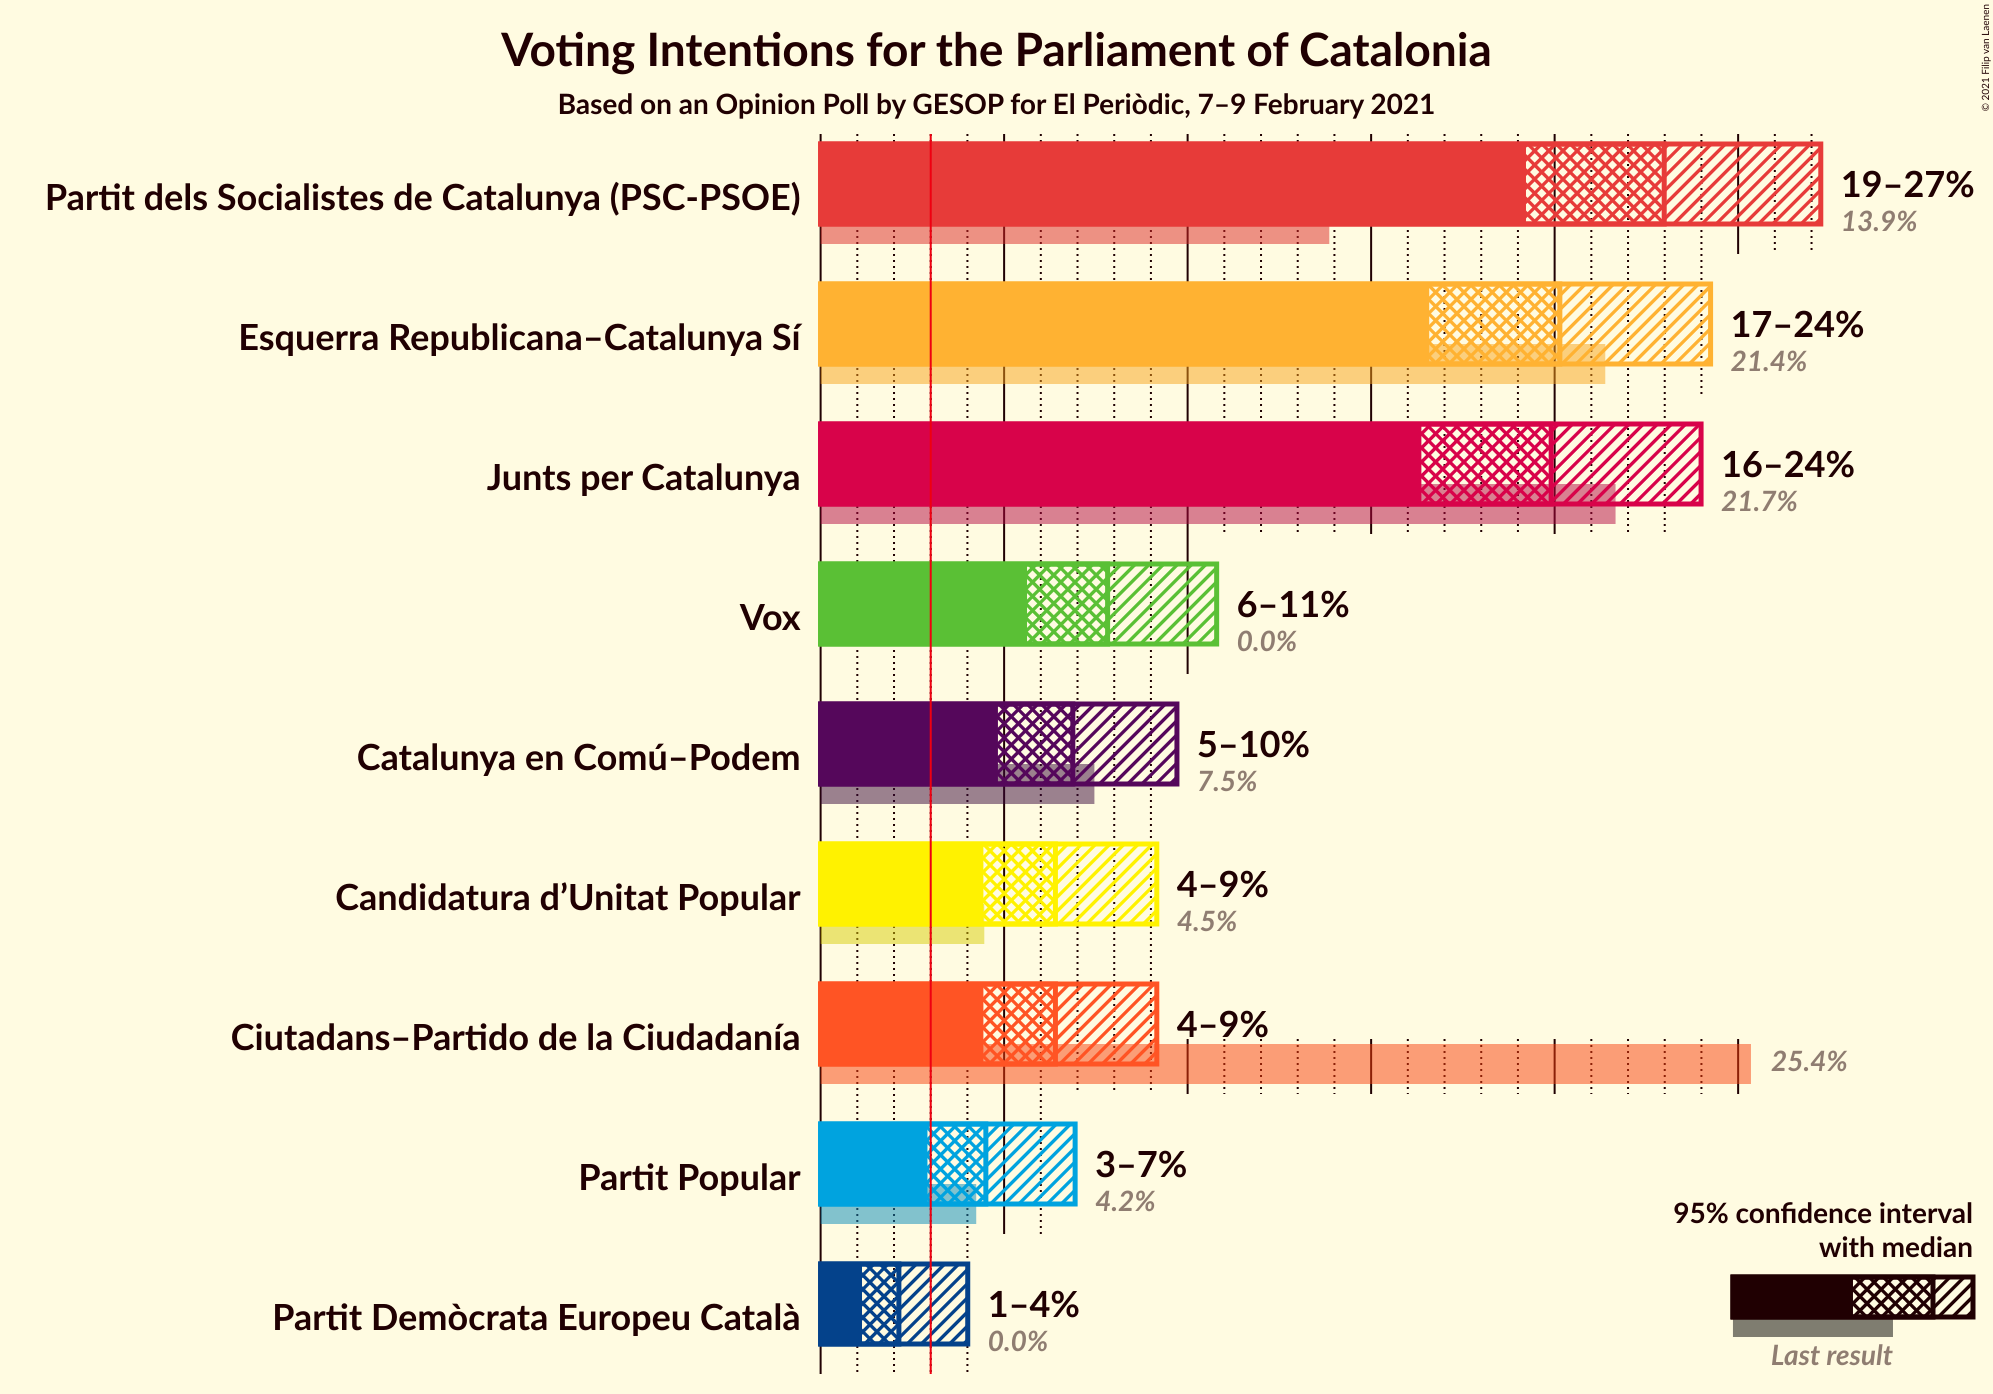 Voting Intentions for the Parliament of Catalonia
Based on an Opinion Poll by GESOP for El Periòdic, 7–9 February 2021
© 2021 Filip van Laenen
Partit dels Socialistes de Catalunya (PSC-PSOE)
19–27%
13.9%
Esquerra Republicana–Catalunya Sí
17–24%
21.4%
Junts per Catalunya
16–24%
21.7%
Vox
6–11%
0.0%
Catalunya en Comú–Podem
5–10%
7.5%
Candidatura d’Unitat Popular
4–9%
4.5%
Ciutadans–Partido de la Ciudadanía
4–9%
25.4%
Partit Popular
3–7%
4.2%
Partit Demòcrata Europeu Català
1–4%
0.0%
95% confidence interval
with median
Last result